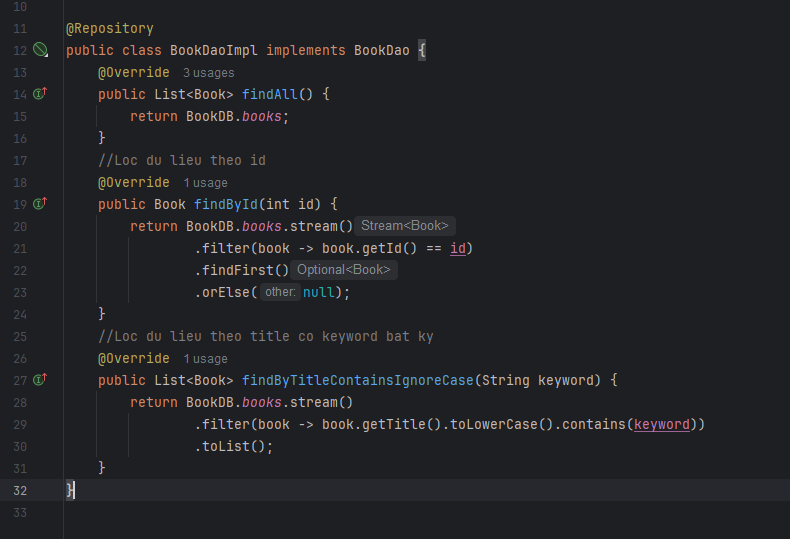 10
11 @Repository
12 public class BookDaoImpl implements BookDao {
13 @Override 3 usages
14 public List<Book> findAll() {
15 return BookDB.books;
16 }
17 //Loc du lieu theo id
18 @Override 1 usage
19 public Book findById(int id) {
20 return BookDB.books.stream() Stream<Book>
21 .filter(book -> book.getId() == id)
22 .findFirst() Optional<Book>
23 .orElse( other: null);
24 }
25 //Loc du lieu theo title co keyword bat ky
26 @Override 1 usage
27 public List<Book> findByTitleContainsIgnoreCase(String keyword) {
28 return BookDB.books.stream()
29 .filter(book -> book.getTitle().toLowerCase().contains(keyword))
30 .toList();
31 }
32 }
33